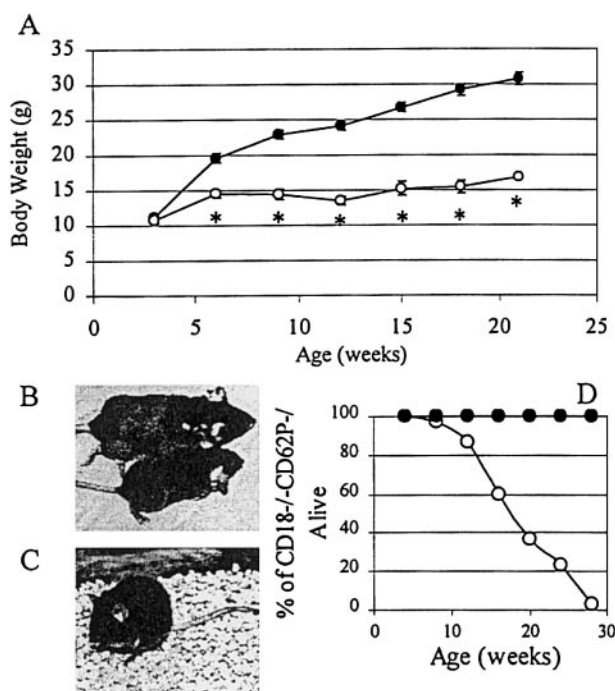 A
35
30
25
20
15
10
5
0
Body Weight (g)
* * * * * *
0 5 10 15 20 25
Age (weeks)
B
C
D
% of CD18-/-CD62P-/
Alive
100
80
60
40
20
0
0 10 20 30
Age (weeks)